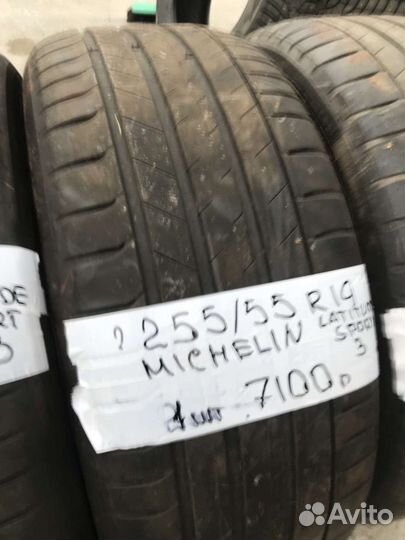 255/55 R19
MICHELIN LATITUDE
SPORT
3
1шт. 7100р
DE
RT
3
Avito